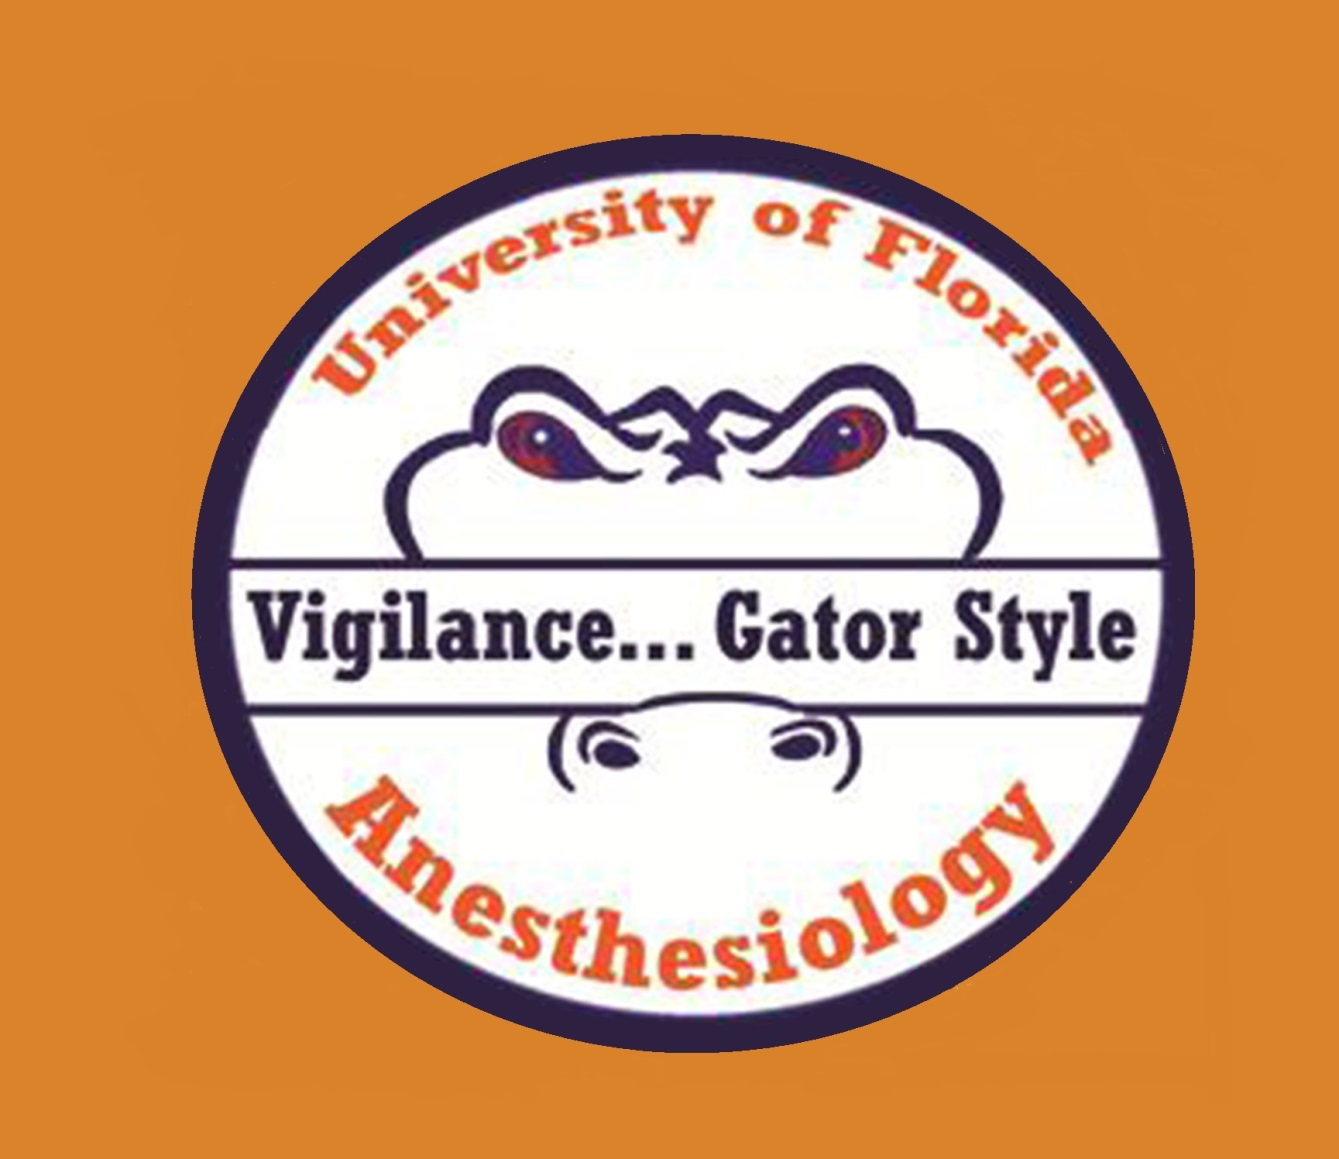 University of Florida
Vigilance... Gator Style
Anesthesiology